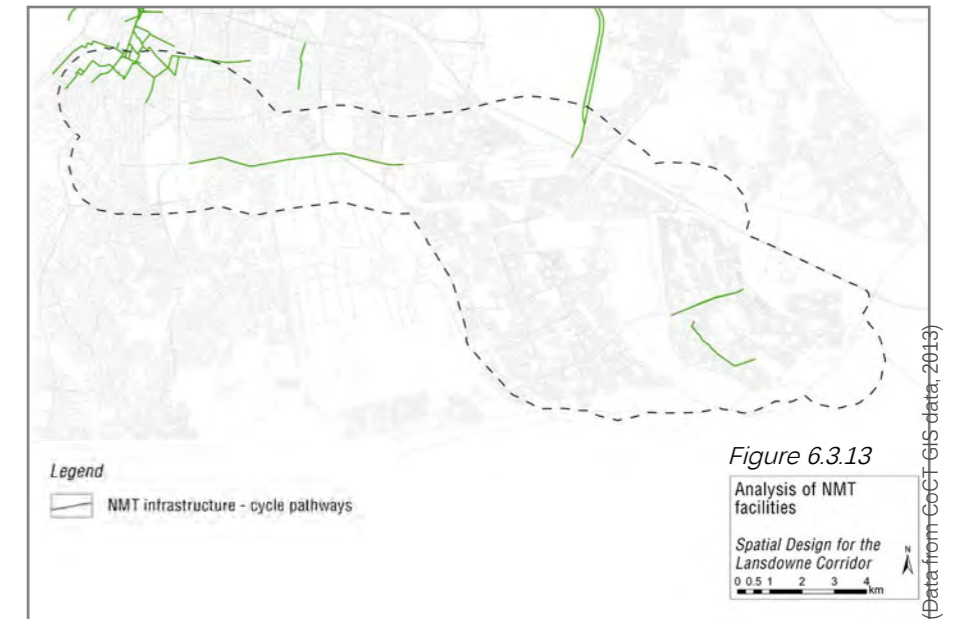 Legend
NMT infrastructure - cycle pathways
Figure 6.3.13
Analysis of NMT
facilities
Spatial Design for the
Lansdowne Corridor
N
0 0.5 1 2 3 4
km
(Data from CoCT GIS data, 2013)